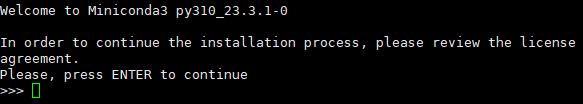 Welcome to Miniconda3 py310_23.3.1-0
In order to continue the installation process, please review the license
agreement.
Please, press ENTER to continue
>>>